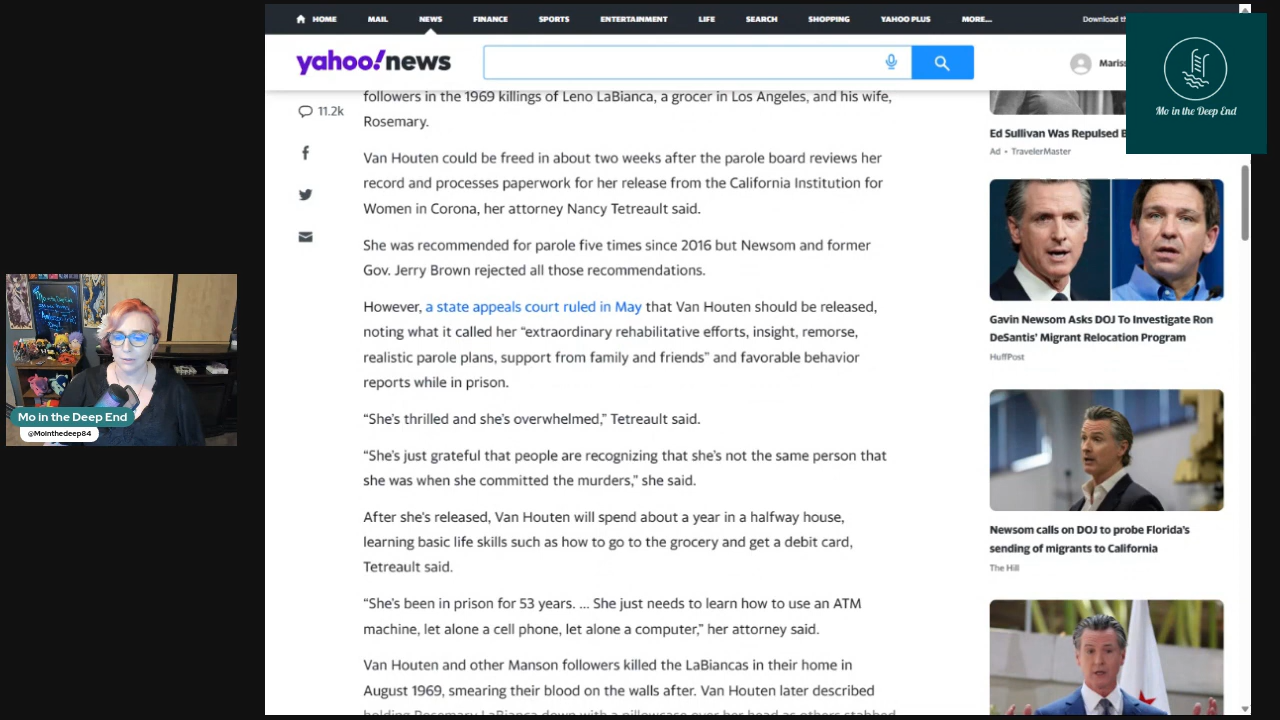 HOME MAIL NEWS FINANCE SPORTS ENTERTAINMENT LIFE SEARCH SHOPPING YAHOO PLUS MORE...
Download
yahoo!news
Mariss
Mo in the Deep End
11.2k
followers in the 1969 killings of Leno LaBianca, a grocer in Los Angeles, and his wife,
Rosemary.
Van Houten could be freed in about two weeks after the parole board reviews her
record and processes paperwork for her release from the California Institution for
Women in Corona, her attorney Nancy Tetreault said.
She was recommended for parole five times since 2016 but Newsom and former
Gov. Jerry Brown rejected all those recommendations.
However, a state appeals court ruled in May that Van Houten should be released,
noting what it called her “extraordinary rehabilitative efforts, insight, remorse,
realistic parole plans, support from family and friends” and favorable behavior
reports while in prison.
“She’s thrilled and she’s overwhelmed,” Tetreault said.
“She’s just grateful that people are recognizing that she’s not the same person that
she was when she committed the murders,” she said.
After she’s released, Van Houten will spend about a year in a halfway house,
learning basic life skills such as how to go to the grocery and get a debit card,
Tetreault said.
“She’s been in prison for 53 years. ... She just needs to learn how to use an ATM
machine, let alone a cell phone, let alone a computer,” her attorney said.
Van Houten and other Manson followers killed the LaBiancas in their home in
August 1969, smearing their blood on the walls after. Van Houten later described
holding Rosemary LaBianca down with a pillowcase over her head as others stabbed
Ed Sullivan Was Repulsed
Ad • TravelerMaster
Gavin Newsom Asks DOJ To Investigate Ron
DeSantis’ Migrant Relocation Program
HuffPost
Newsom calls on DOJ to probe Florida’s
sending of migrants to California
The Hill
Mo in the Deep End
@Mointhedeep84